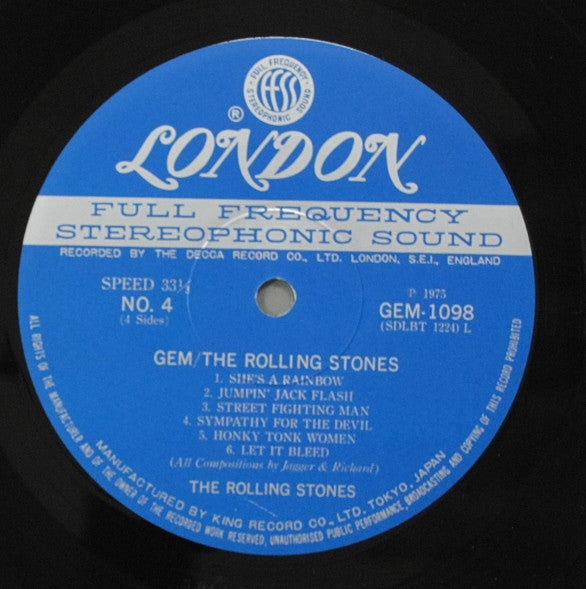 FULL FREQUENCY
ffss
STEREOPHONIC SOUND
®
LONDON
FULL FREQUENCY
STEREOPHONIC SOUND
RECORDED BY THE DECCA RECORD CO., LTD. LONDON, S.E.I., ENGLAND
SPEED 33⅓
NO. 4
(4 Sides)
℗ 1975
GEM-1098
(SDLBT 1224) L
GEM/THE ROLLING STONES
1. SHE'S A RAINBOW
2. JUMPIN' JACK FLASH
3. STREET FIGHTING MAN
4. SYMPATHY FOR THE DEVIL
5. HONKY TONK WOMEN
6. LET IT BLEED
(All Compositions by Jagger & Richard)
THE ROLLING STONES
MANUFACTURED BY KING RECORD CO., LTD. TOKYO, JAPAN
ALL RIGHTS OF THE MANUFACTURER AND OF THE OWNER OF THE RECORDED WORK RESERVED, UNAUTHORISED PUBLIC PERFORMANCE, BROADCASTING AND COPYING OF THIS RECORD PROHIBITED